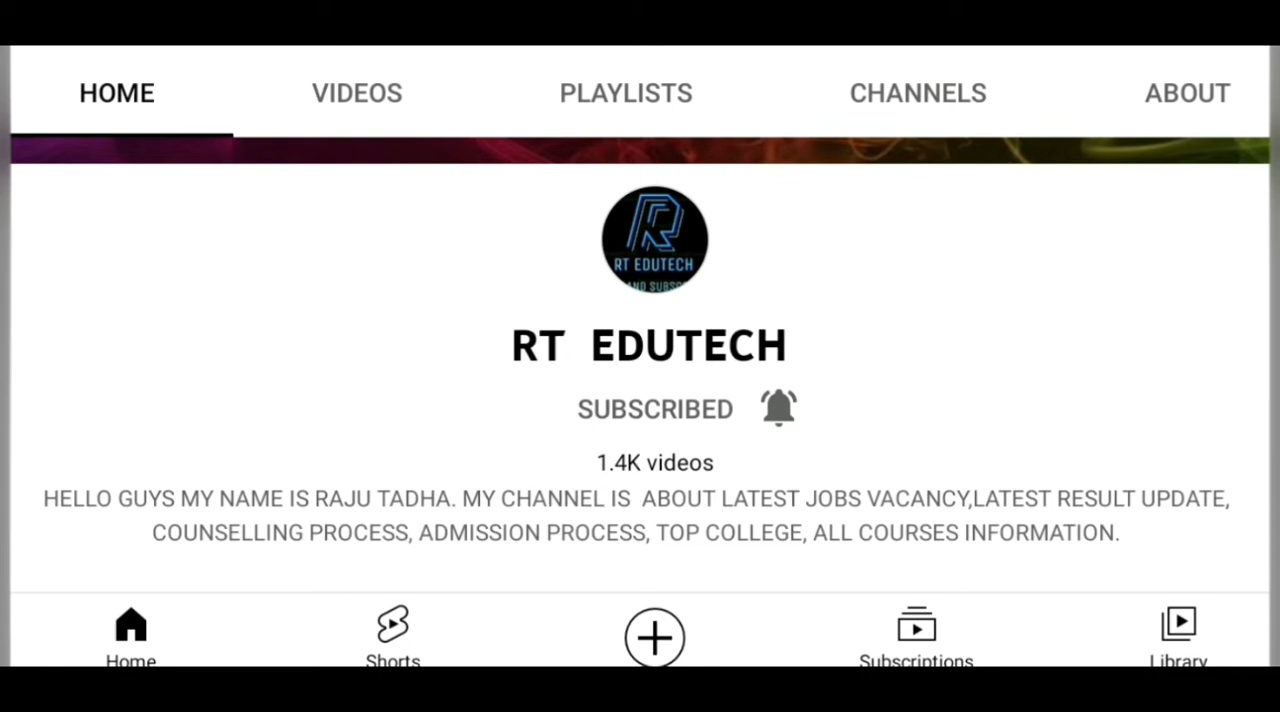 HOME VIDEOS PLAYLISTS CHANNELS ABOUT
RT EDUTECH
AND SUBSC
RT EDUTECH
SUBSCRIBED
1.4K videos
HELLO GUYS MY NAME IS RAJU TADHA. MY CHANNEL IS ABOUT LATEST JOBS VACANCY,LATEST RESULT UPDATE,
COUNSELLING PROCESS, ADMISSION PROCESS, TOP COLLEGE, ALL COURSES INFORMATION.
Home Shorts Subscriptions Library